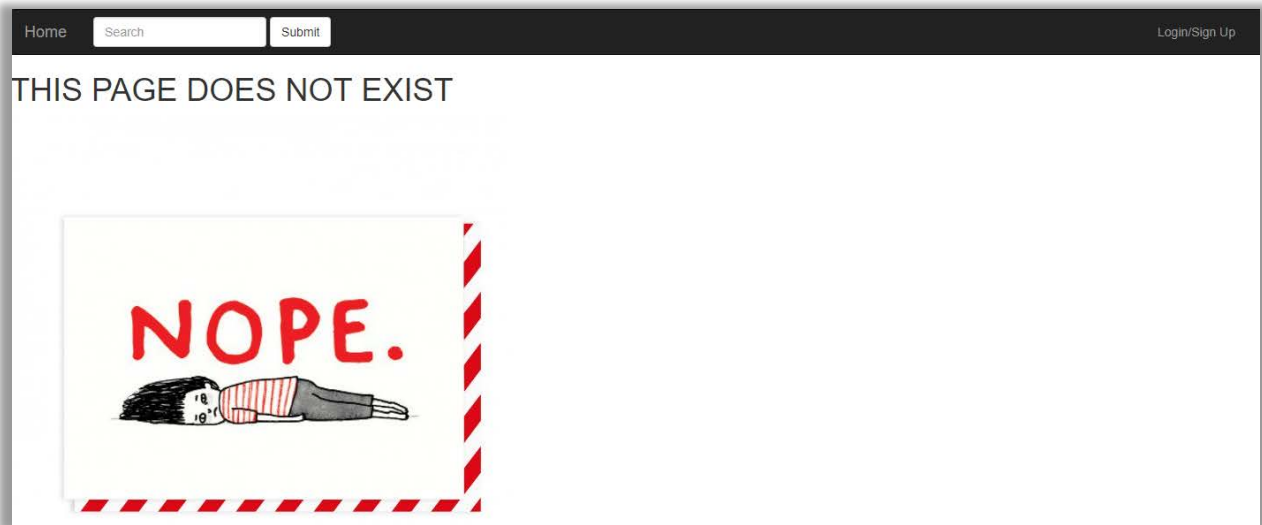 Home Search Submit Login/Sign Up
THIS PAGE DOES NOT EXIST
NOPE.